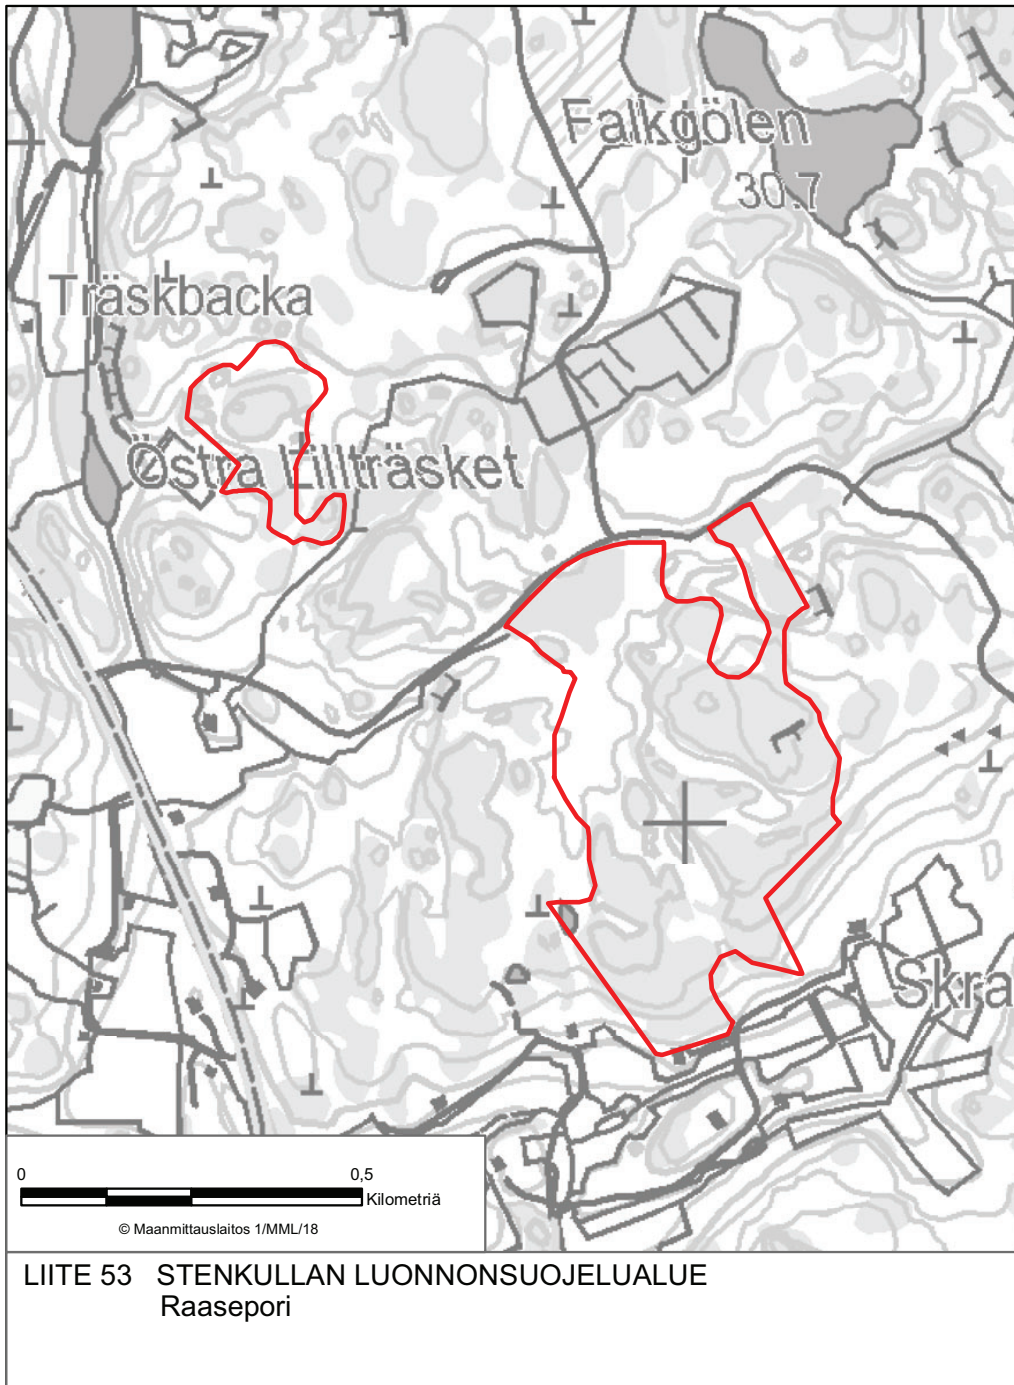 Falkgölen
30.7
Träskbacka
Östra Lillträsket
Skra
0 0,5
Kilometriä
© Maanmittauslaitos 1/MML/18
LIITE 53 STENKULLAN LUONNONSUOJELUALUE
Raasepori